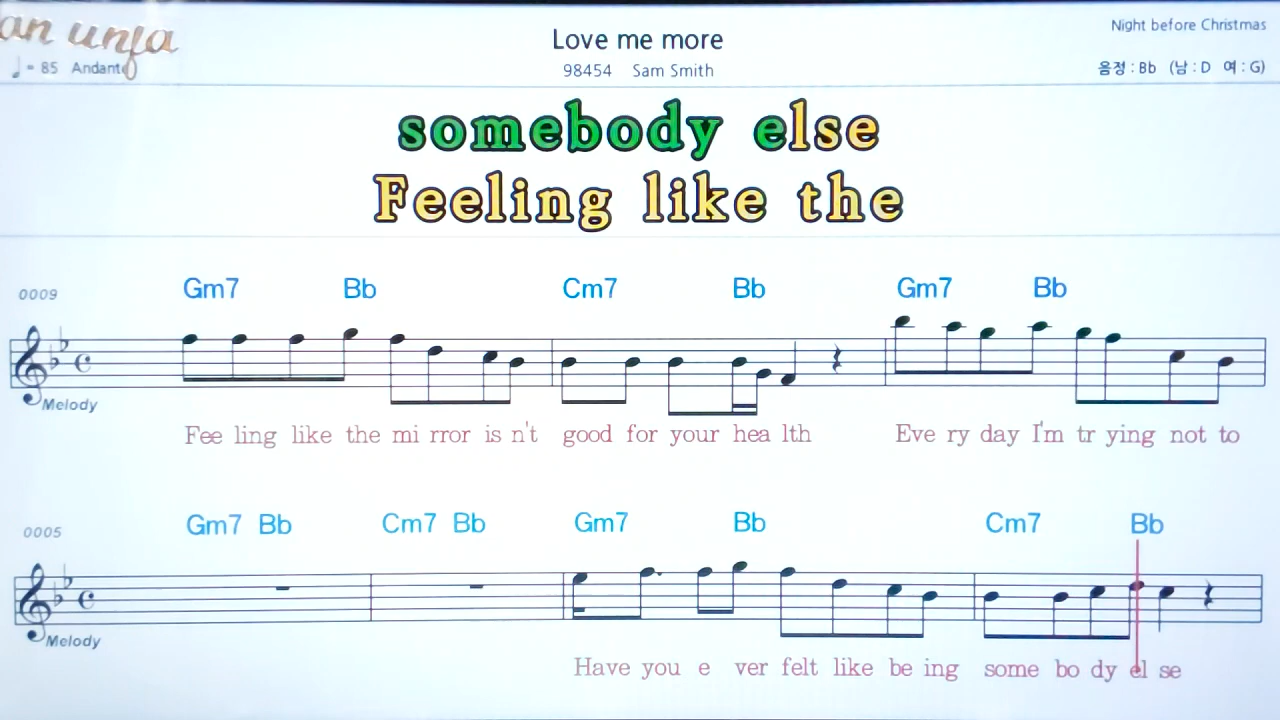 an unja
Love me more
Night before Christmas
♩= 85 Andante
98454 Sam Smith
음정 : Bb (남 : D 여 : G)
somebody else
Feeling like the
0009
Gm7 Bb Cm7 Bb Gm7 Bb
Melody
Fee ling like the mi rror is n't good for your hea lth Eve ry day I'm tr ying not to
0005
Gm7 Bb Cm7 Bb Gm7 Bb Cm7 Bb
Melody
Have you e ver felt like be ing some bo dy el se